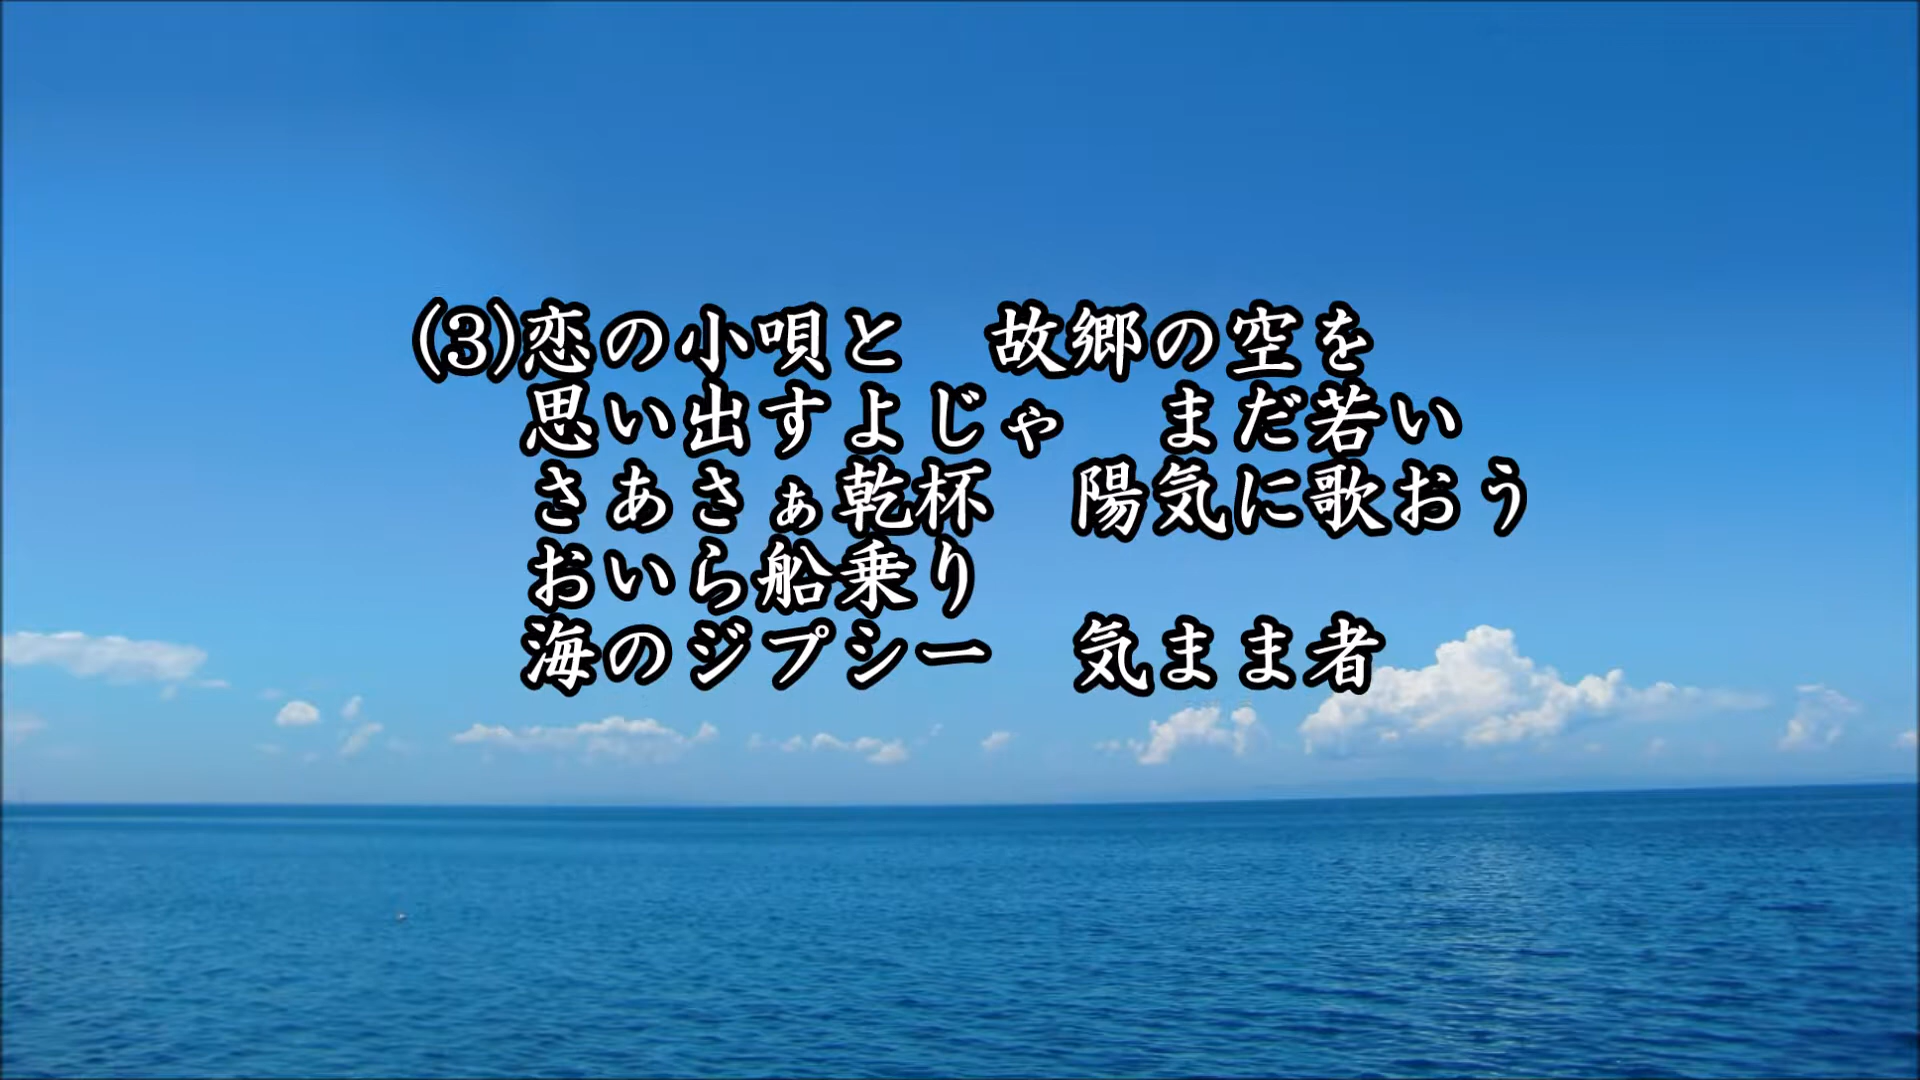 (3)恋の小唄と　故郷の空を
思い出すよじゃ　まだ若い
さあさぁ乾杯　陽気に歌おう
おいら船乗り
海のジプシー　気まま者